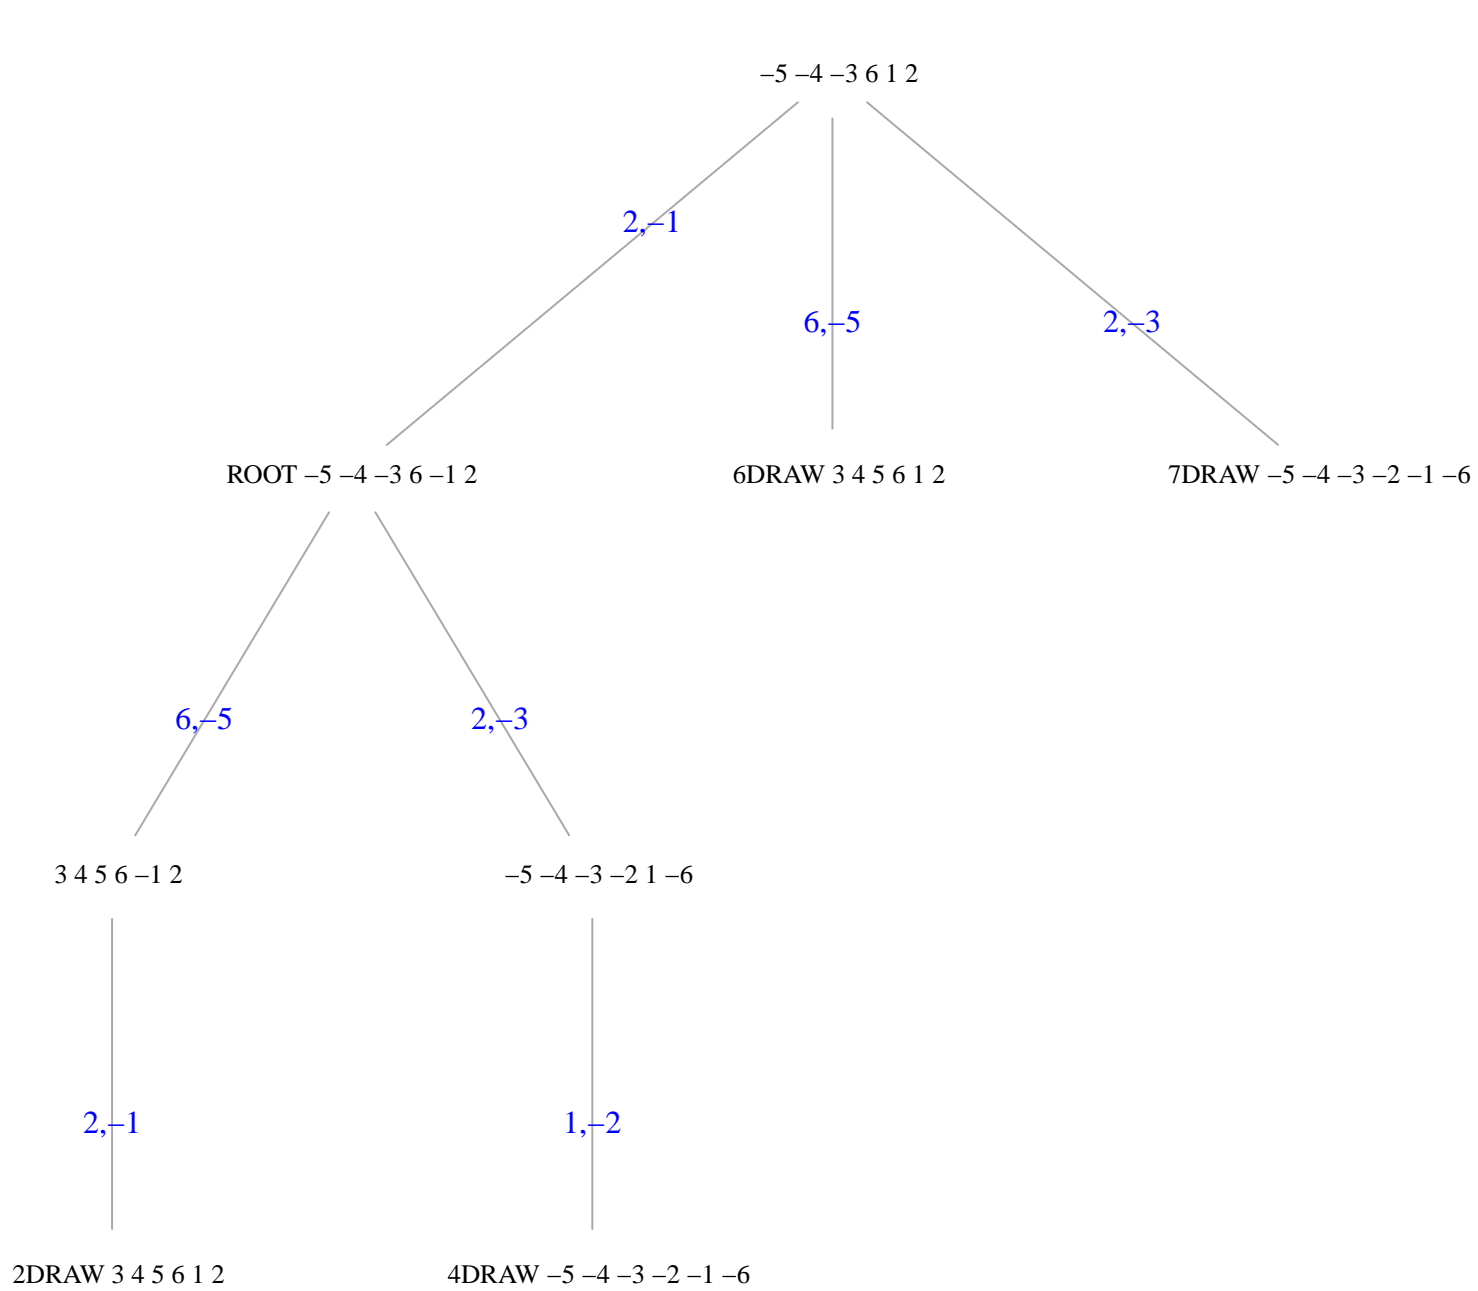 –5 –4 –3 6 1 2
2,–1
6,–5
2,–3
ROOT –5 –4 –3 6 –1 2
6DRAW 3 4 5 6 1 2
7DRAW –5 –4 –3 –2 –1 –6
6,–5
2,–3
3 4 5 6 –1 2
–5 –4 –3 –2 1 –6
2,–1
1,–2
2DRAW 3 4 5 6 1 2
4DRAW –5 –4 –3 –2 –1 –6